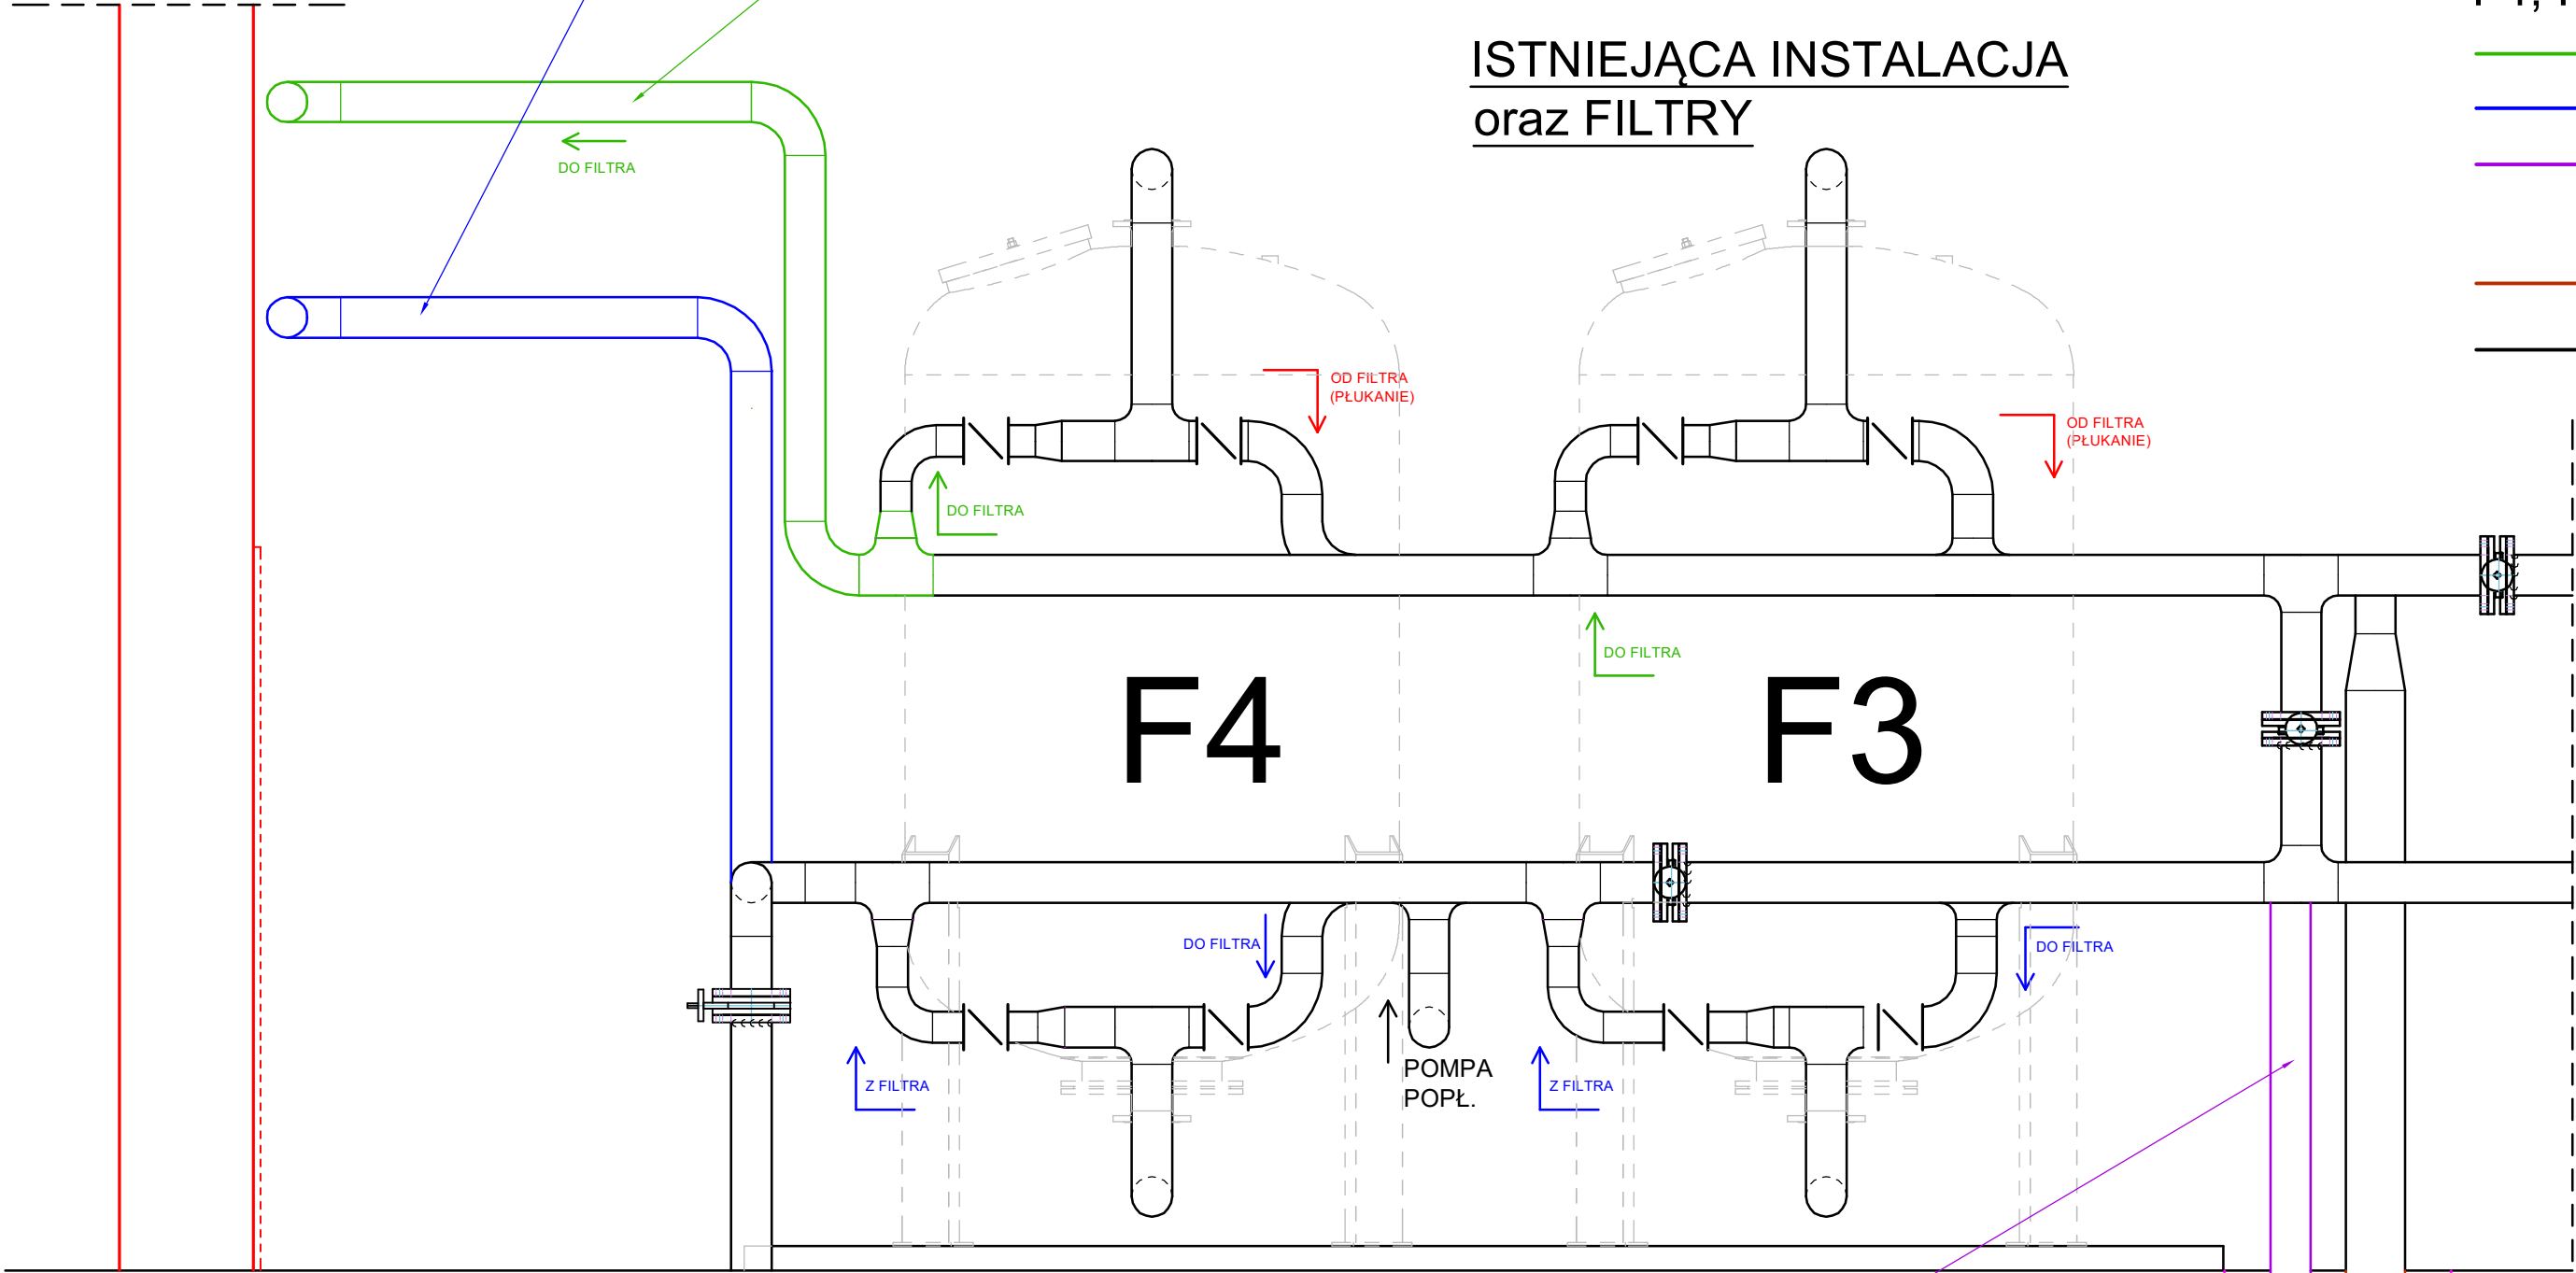 ISTNIEJĄCA INSTALACJA
oraz FILTRY
DO FILTRA
OD FILTRA
(PŁUKANIE)
OD FILTRA
(PŁUKANIE)
DO FILTRA
DO FILTRA
F4
F3
DO FILTRA
DO FILTRA
POMPA
POPŁ.
Z FILTRA
Z FILTRA